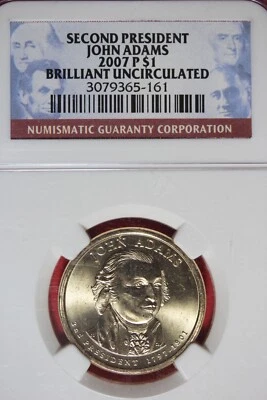 SECOND PRESIDENT
JOHN ADAMS
2007 P $1
BRILLIANT UNCIRCULATED
3079365-161
NUMISMATIC GUARANTY CORPORATION
JOHN ADAMS
2nd PRESIDENT 1797-1801